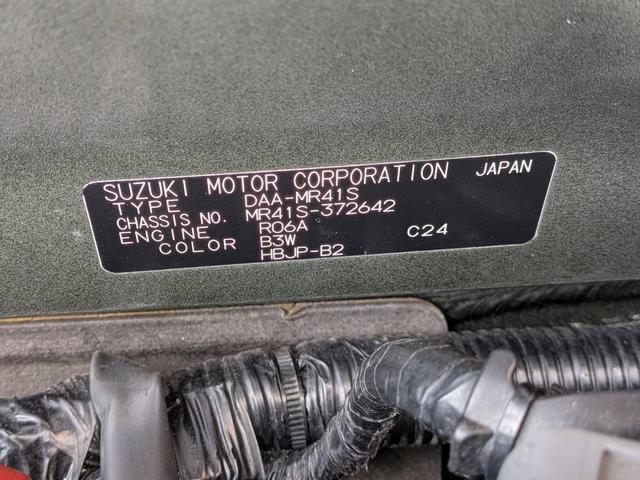 SUZUKI MOTOR CORPORATION JAPAN
TYPE DAA-MR41S
CHASSIS NO. MR41S-372642
ENGINE R06A C24
COLOR B3W
HBJP-B2